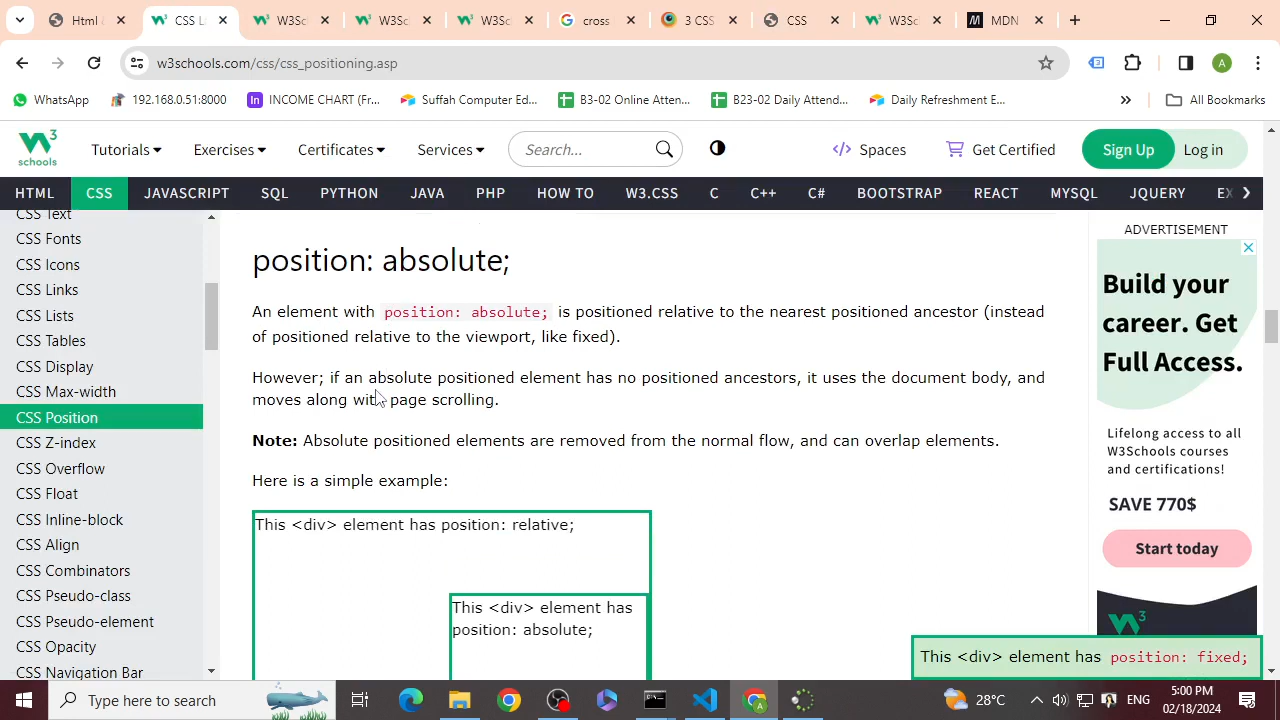 Html &
CSS L
W3Sc
W3Sc
W3Sc
cross
3 CSS
CSS
W3Sc
MDN
w3schools.com/css/css_positioning.asp
A
WhatsApp
192.168.0.51:8000
INCOME CHART (Fr...
Suffah Computer Ed...
B3-02 Online Atten...
B23-02 Daily Attend...
Daily Refreshment E...
All Bookmarks
W3
schools
Tutorials
Exercises
Certificates
Services
Search...
Spaces
Get Certified
Sign Up
Log in
HTML
CSS
JAVASCRIPT
SQL
PYTHON
JAVA
PHP
HOW TO
W3.CSS
C
C++
C#
BOOTSTRAP
REACT
MYSQL
JQUERY
EX
CSS Text
CSS Fonts
CSS Icons
CSS Links
CSS Lists
CSS Tables
CSS Display
CSS Max-width
CSS Position
CSS Z-index
CSS Overflow
CSS Float
CSS Inline-block
CSS Align
CSS Combinators
CSS Pseudo-class
CSS Pseudo-element
CSS Opacity
CSS Navigation Bar
position: absolute;
An element with position: absolute; is positioned relative to the nearest positioned ancestor (instead
of positioned relative to the viewport, like fixed).
However; if an absolute positioned element has no positioned ancestors, it uses the document body, and
moves along with page scrolling.
Note: Absolute positioned elements are removed from the normal flow, and can overlap elements.
Here is a simple example:
This <div> element has position: relative;
This <div> element has
position: absolute;
ADVERTISEMENT
Build your
career. Get
Full Access.
Lifelong access to all
W3Schools courses
and certifications!
SAVE 770$
Start today
W3
This <div> element has position: fixed;
Type here to search
28°C
ENG
5:00 PM
02/18/2024